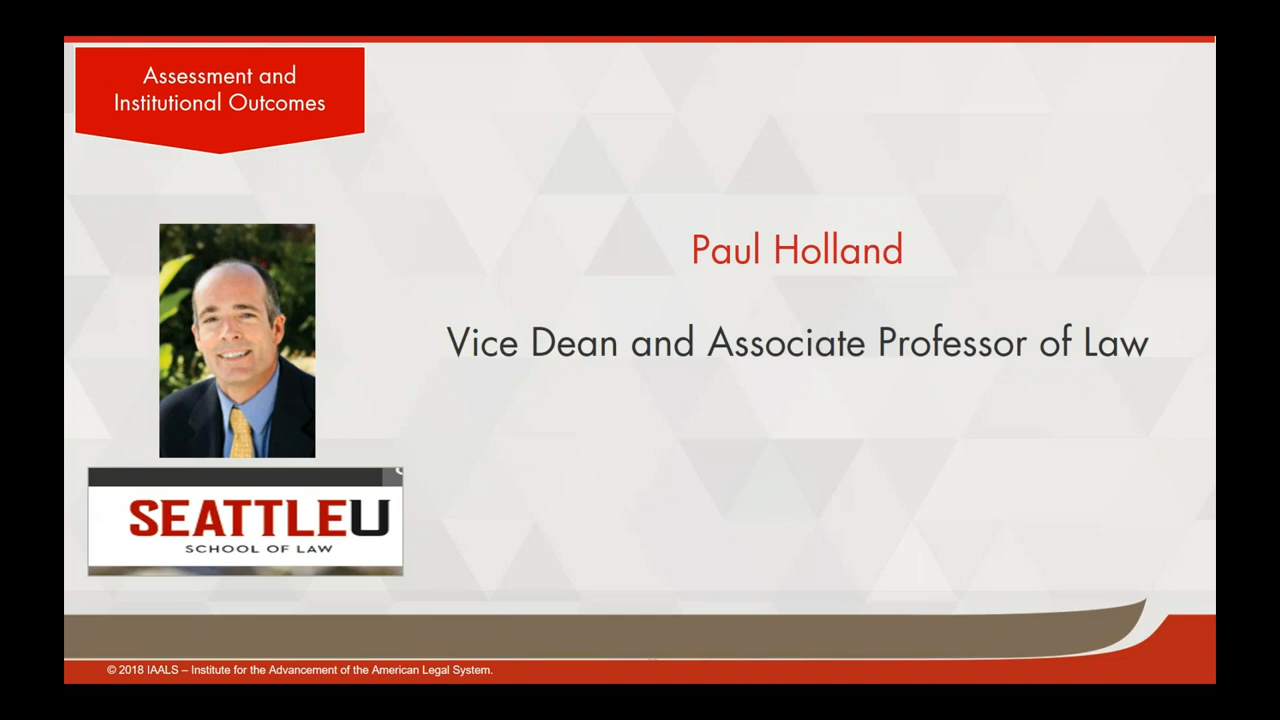 Assessment and
Institutional Outcomes
Paul Holland
Vice Dean and Associate Professor of Law
SEATTLEU
SCHOOL OF LAW
© 2018 IAALS – Institute for the Advancement of the American Legal System.